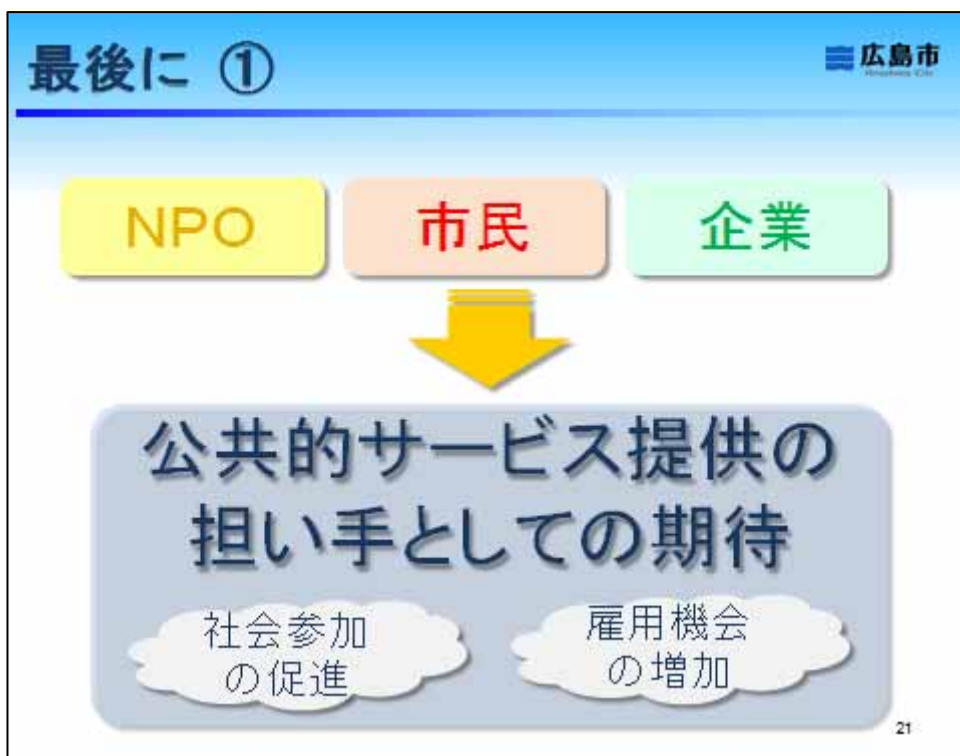 最後に ①
広島市
Hiroshima City
NPO
市民
企業
公共的サービス提供の
担い手としての期待
社会参加
の促進
雇用機会
の増加
21